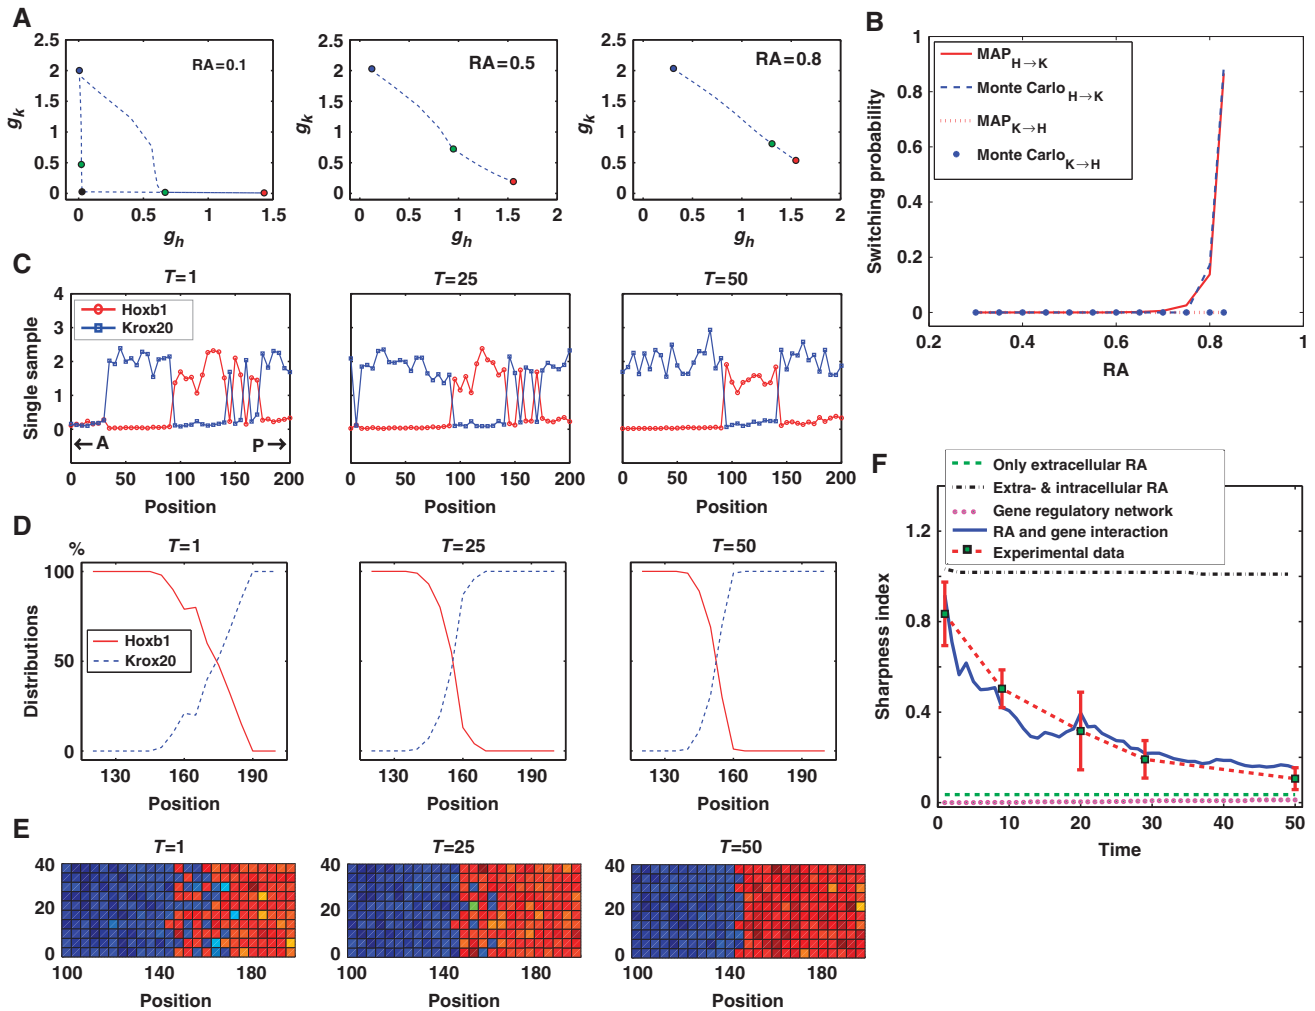 A
2.5
2
1.5
1
0.5
0
RA=0.1
g_k
0 0.5 1 1.5
g_h
2.5
2
1.5
1
0.5
0
RA=0.5
g_k
0 0.5 1 1.5 2
g_h
2.5
2
1.5
1
0.5
0
RA=0.8
g_k
0 0.5 1 1.5 2
g_h
B
1
0.8
0.6
0.4
0.2
0
Switching probability
MAP H→K
Monte Carlo H→K
MAP K→H
Monte Carlo K→H
0.2 0.4 0.6 0.8 1
RA
C
T=1
T=25
T=50
4
3
2
1
0
Single sample
Hoxb1
Krox20
←A
P→
0 50 100 150 200
0 50 100 150 200
0 50 100 150 200
Position
Position
Position
D
%
T=1
T=25
T=50
100
50
0
100
50
0
100
50
0
Distributions
Hoxb1
Krox20
130 160 190
130 160 190
130 160 190
Position
Position
Position
E
T=1
T=25
T=50
40
20
0
40
20
0
40
20
0
100 140 180
100 140 180
100 140 180
Position
Position
Position
F
Only extracellular RA
Extra- & intracellular RA
Gene regulatory network
RA and gene interaction
Experimental data
1.2
0.8
0.4
0
Sharpness index
0 10 20 30 40 50
Time